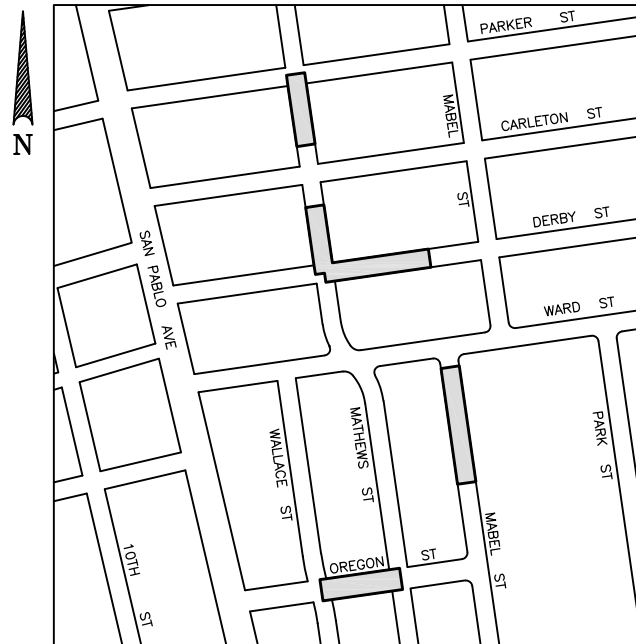 PARKER ST
MABEL ST
CARLETON ST
DERBY ST
SAN PABLO AVE
WARD ST
N
WALLACE ST
MATHEWS ST
PARK ST
10TH ST
OREGON ST
MABEL ST